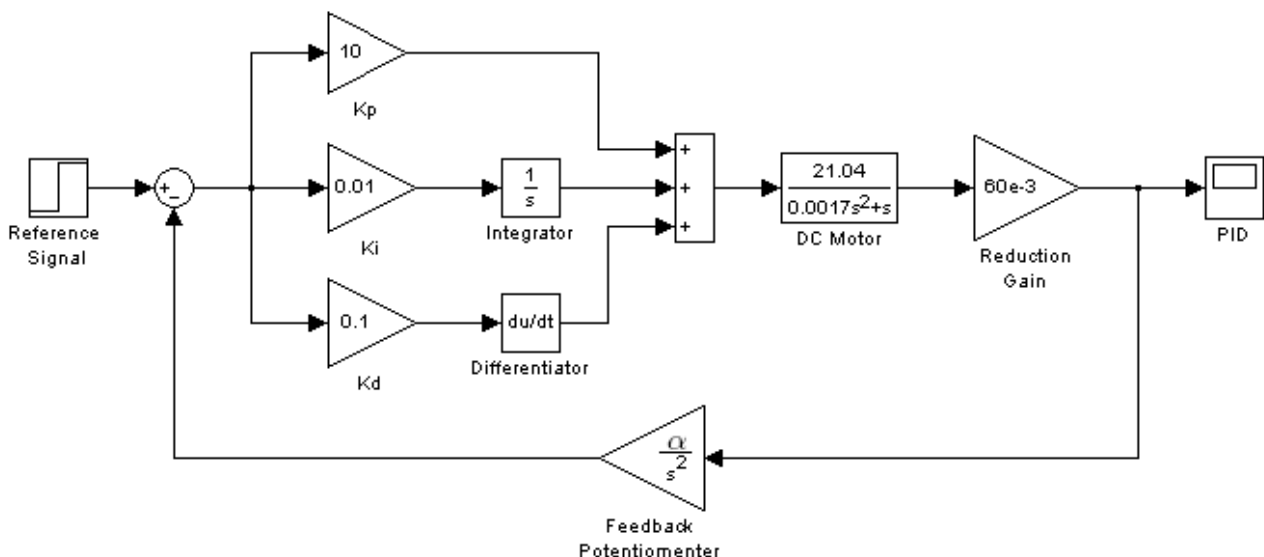 10
Kp
+
-
+
+
+
0.01
Ki
1
s
Integrator
21.04
0.0017s²+s
DC Motor
60e-3
Reduction
Gain
PID
Reference
Signal
0.1
Kd
du/dt
Differentiator
α
s²
Feedback
Potiomenter